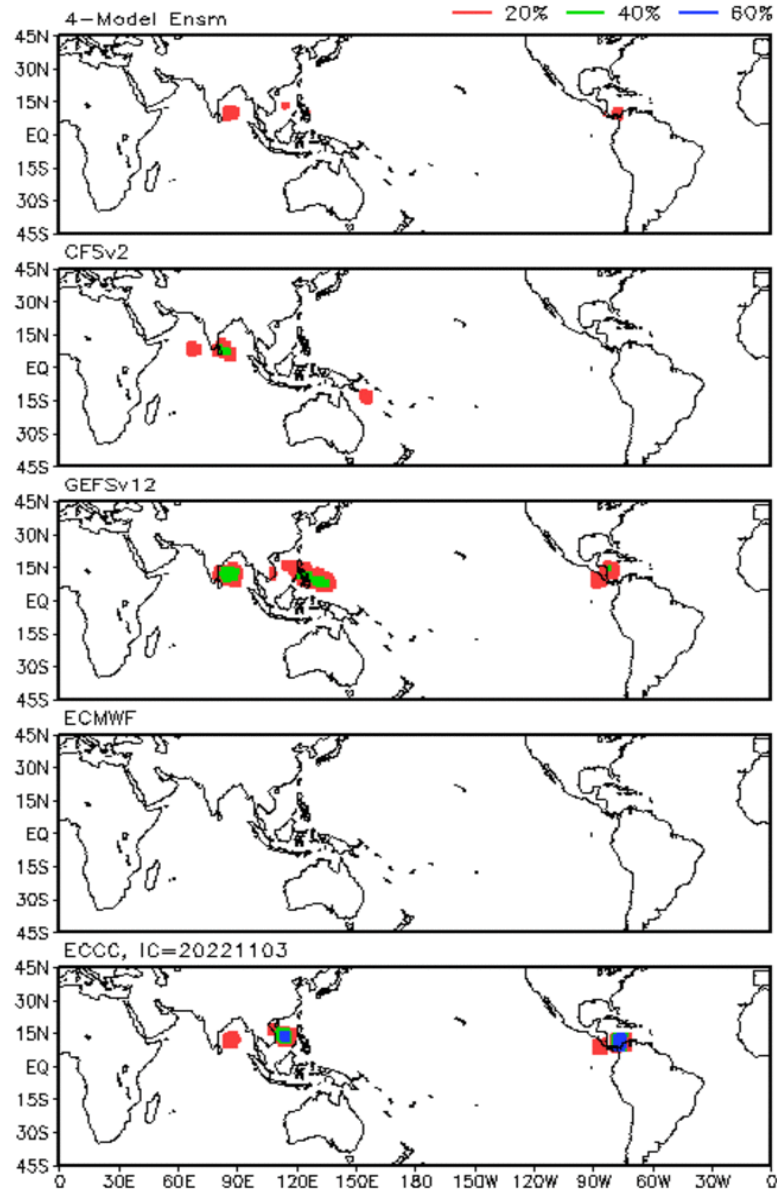 4-Model Ensm 20% 40% 60%
45N
30N
15N
EQ
15S
30S
45S
CFSv2
45N
30N
15N
EQ
15S
30S
45S
GEFSv12
45N
30N
15N
EQ
15S
30S
45S
ECMWF
45N
30N
15N
EQ
15S
30S
45S
ECCC, IC=20221103
45N
30N
15N
EQ
15S
30S
45S
0 30E 60E 90E 120E 150E 180 150W 120W 90W 60W 30W 0